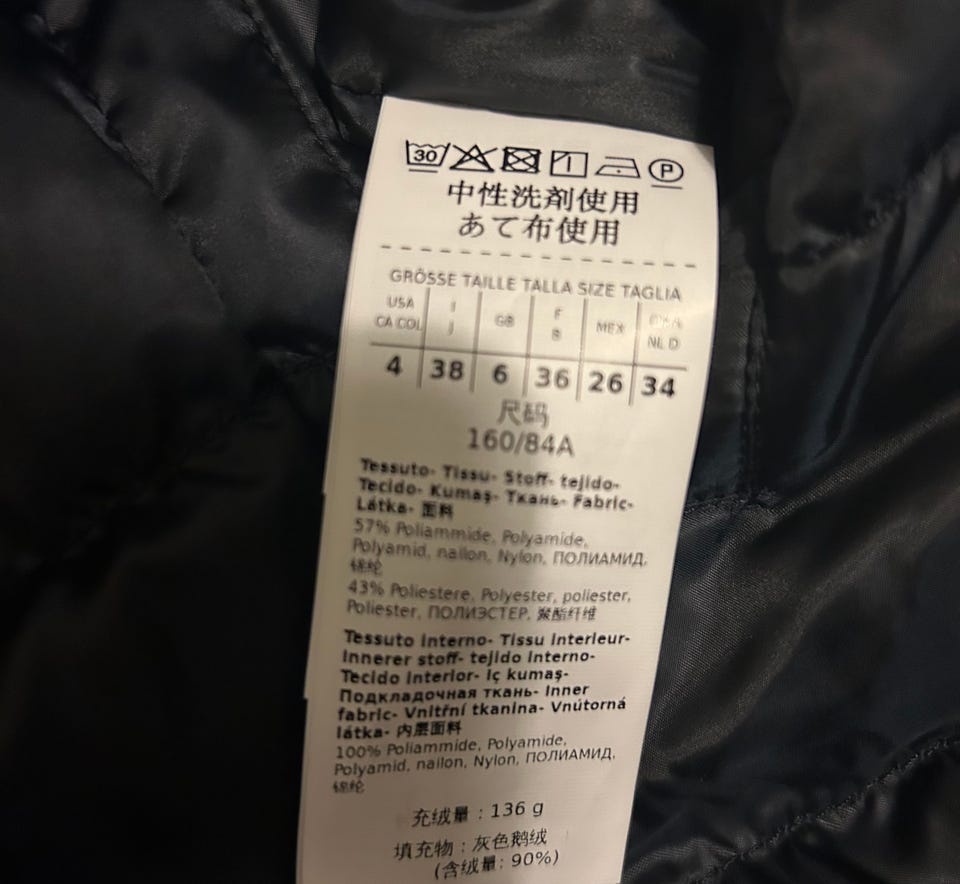 30 P
中性洗剤使用
あて布使用
GRÖSSE TAILLE TALLA SIZE TAGLIA
USA I GB F MEX
CA COL J B NL D
4 38 6 36 26 34
尺码
160/84A
Tessuto- Tissu- Stoff- tejido-
Tecido- Kumaş- Ткань- Fabric-
Látka- 面料
57% Poliammide, Polyamide,
Polyamid, nailon, Nylon, ПОЛИАМИД,
锦纶
43% Poliestere, Polyester, poliester,
Poliester, ПОЛИЭСТЕР, 聚酯纤维
Tessuto interno- Tissu interieur-
Innerer stoff- tejido interno-
Tecido interior- iç kumaş-
Подкладочная ткань- Inner
fabric- Vnitřní tkanina- Vnútorná
látka- 内层面料
100% Poliammide, Polyamide,
Polyamid, nailon, Nylon, ПОЛИАМИД,
锦纶
充绒量：136 g
填充物：灰色鹅绒
(含绒量: 90%)